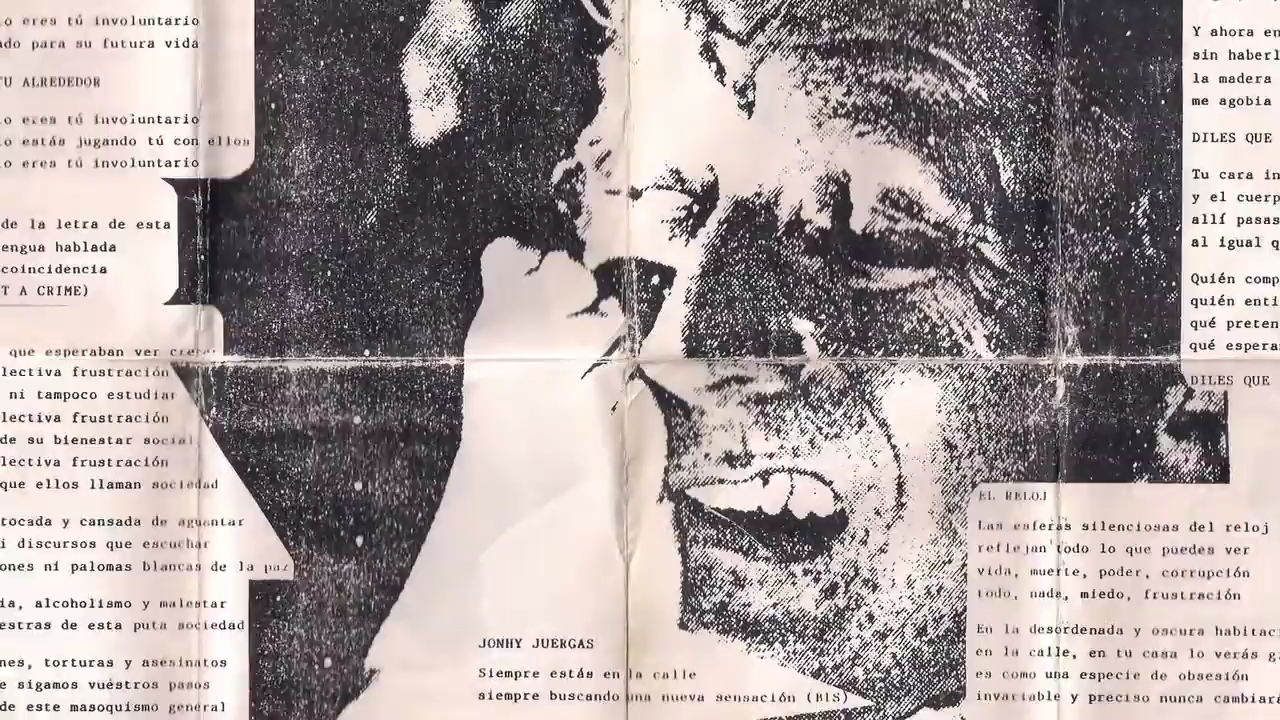 o eres tú involuntario
do para su futura vida
TU ALREDEDOR
o eres tú involuntario
o estás jugando tú con ellos
o eres tú involuntario
de la letra de esta
engua hablada
coincidencia
T A CRIME)
que esperaban ver crecer
lectiva frustración
ni tampoco estudiar
lectiva frustración
de su bienestar social
lectiva frustración
que ellos llaman sociedad
tocada y cansada de aguantar
i discursos que escuchar
ones ni palomas blancas de la paz
ia, alcoholismo y malestar
estras de esta puta sociedad
nes, torturas y asesinatos
e sigamos vuestros pasos
de este masoquismo general
JONHY JUERGAS
Siempre estás en la calle
siempre buscando una nueva sensación (BIS)
Y ahora en
sin haberl
la madera
me agobia
DILES QUE
Tu cara in
y el cuerp
allí pasas
al igual q
Quién comp
quién enti
qué preten
qué espera
DILES QUE
EL RELOJ
Las esferas silenciosas del reloj
reflejan todo lo que puedes ver
vida, muerte, poder, corrupción
todo, nada, miedo, frustración
En la desordenada y oscura habitac
en la calle, en tu casa lo verás g
es como una especie de obsesión
invariable y preciso nunca cambiar